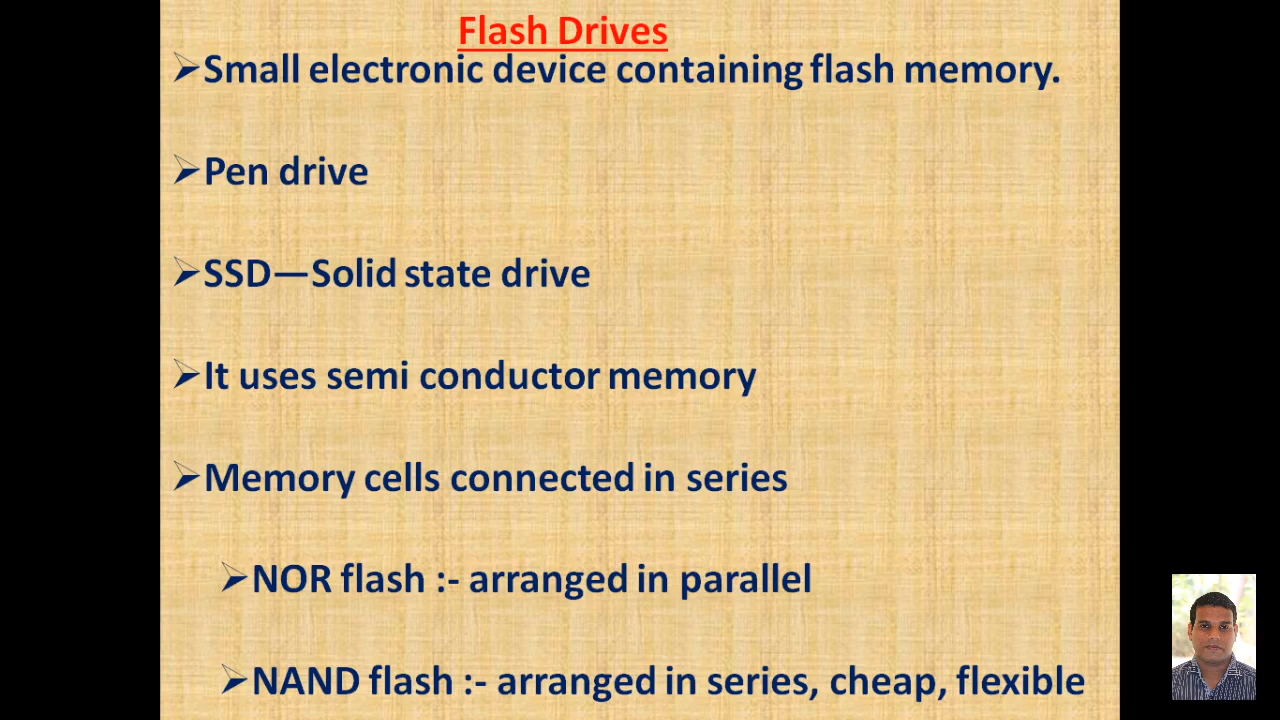 Flash Drives
➢Small electronic device containing flash memory.
➢Pen drive
➢SSD—Solid state drive
➢It uses semi conductor memory
➢Memory cells connected in series
➢NOR flash :- arranged in parallel
➢NAND flash :- arranged in series, cheap, flexible